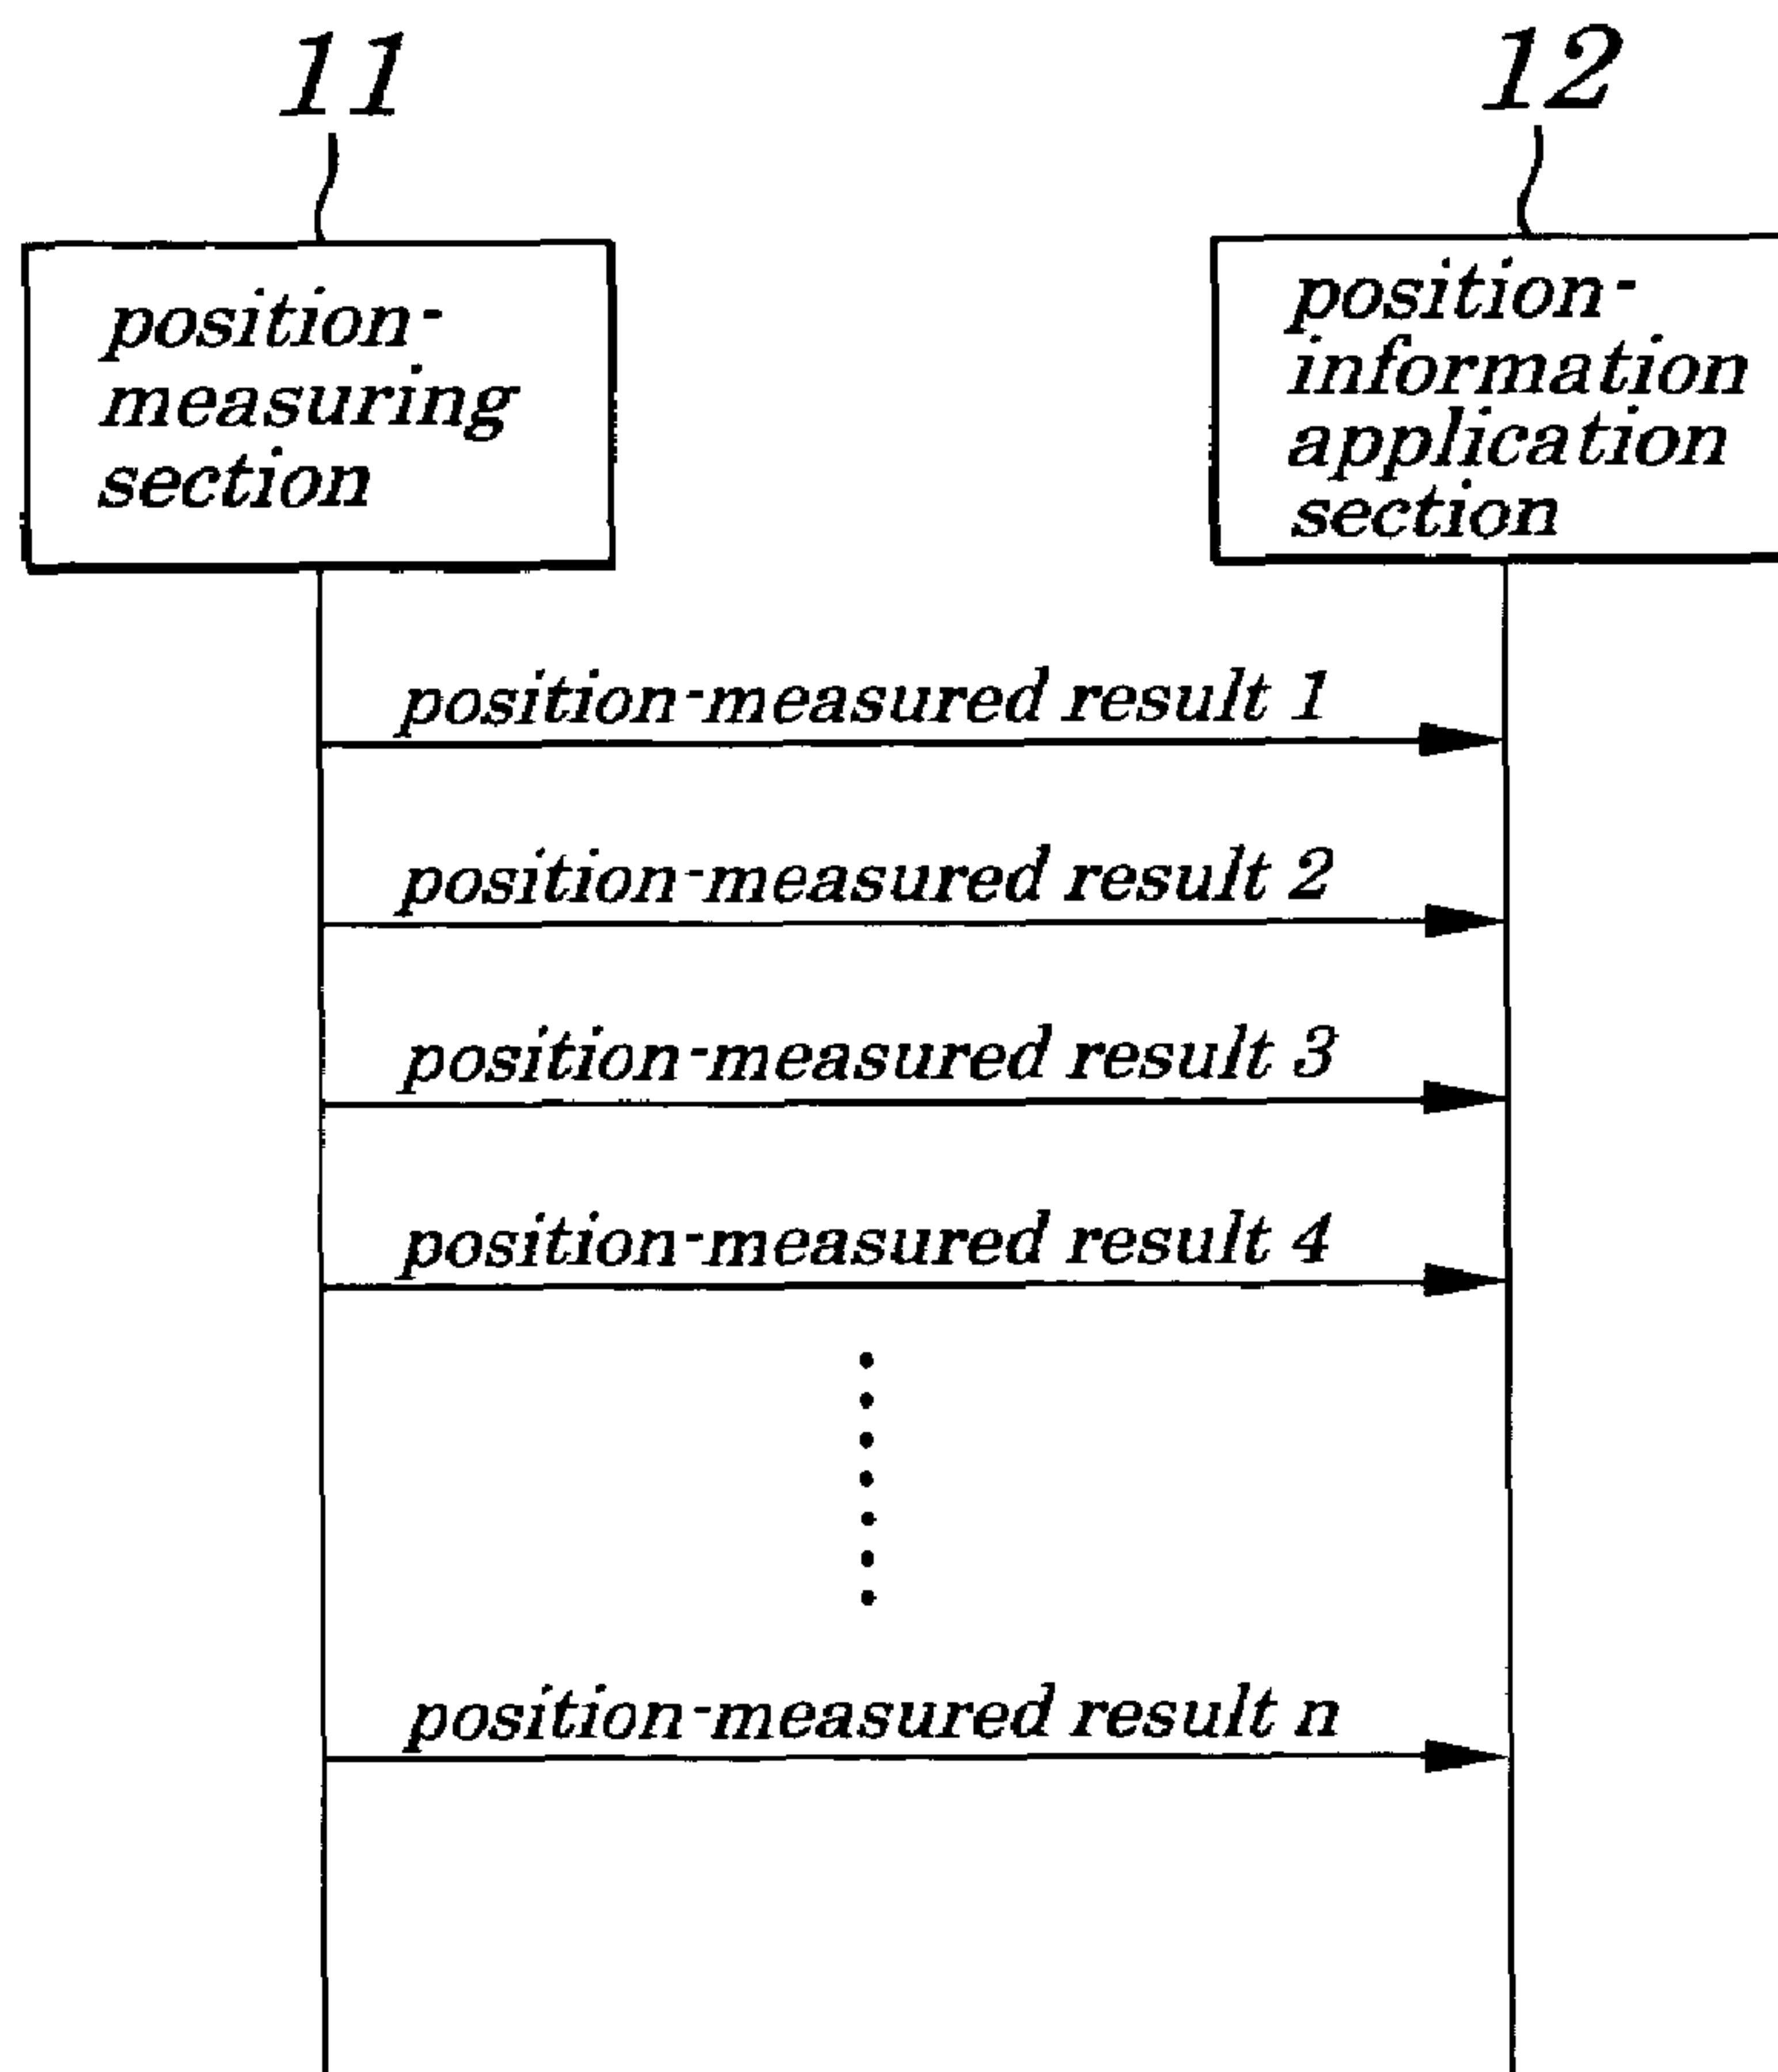 11
12
position-
measuring
section
position-
information
application
section
position-measured result 1
position-measured result 2
position-measured result 3
position-measured result 4
position-measured result n